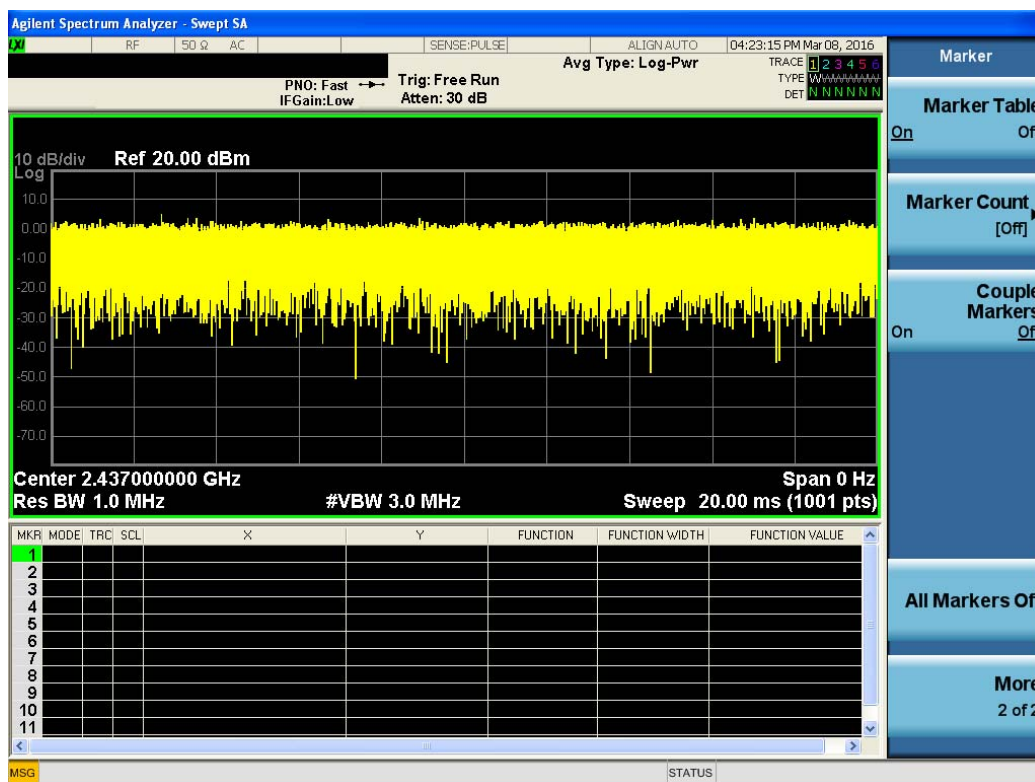 Agilent Spectrum Analyzer - Swept SA
LXI RF 50 Ω AC SENSE:PULSE ALIGN AUTO 04:23:15 PM Mar 08, 2016
PNO: Fast Trig: Free Run Avg Type: Log-Pwr TRACE 1 2 3 4 5 6
IFGain:Low Atten: 30 dB TYPE WWWWWW
DET N N N N N N
10 dB/div Ref 20.00 dBm
Log
10.0
0.00
-10.0
-20.0
-30.0
-40.0
-50.0
-60.0
-70.0
Center 2.437000000 GHz Span 0 Hz
Res BW 1.0 MHz #VBW 3.0 MHz Sweep 20.00 ms (1001 pts)
MKR MODE TRC SCL X Y FUNCTION FUNCTION WIDTH FUNCTION VALUE
1
2
3
4
5
6
7
8
9
10
11
MSG STATUS
Marker
Marker Table
On Of
Marker Count
[Off]
Couple
Markers
On Of
All Markers Of
More
2 of 2